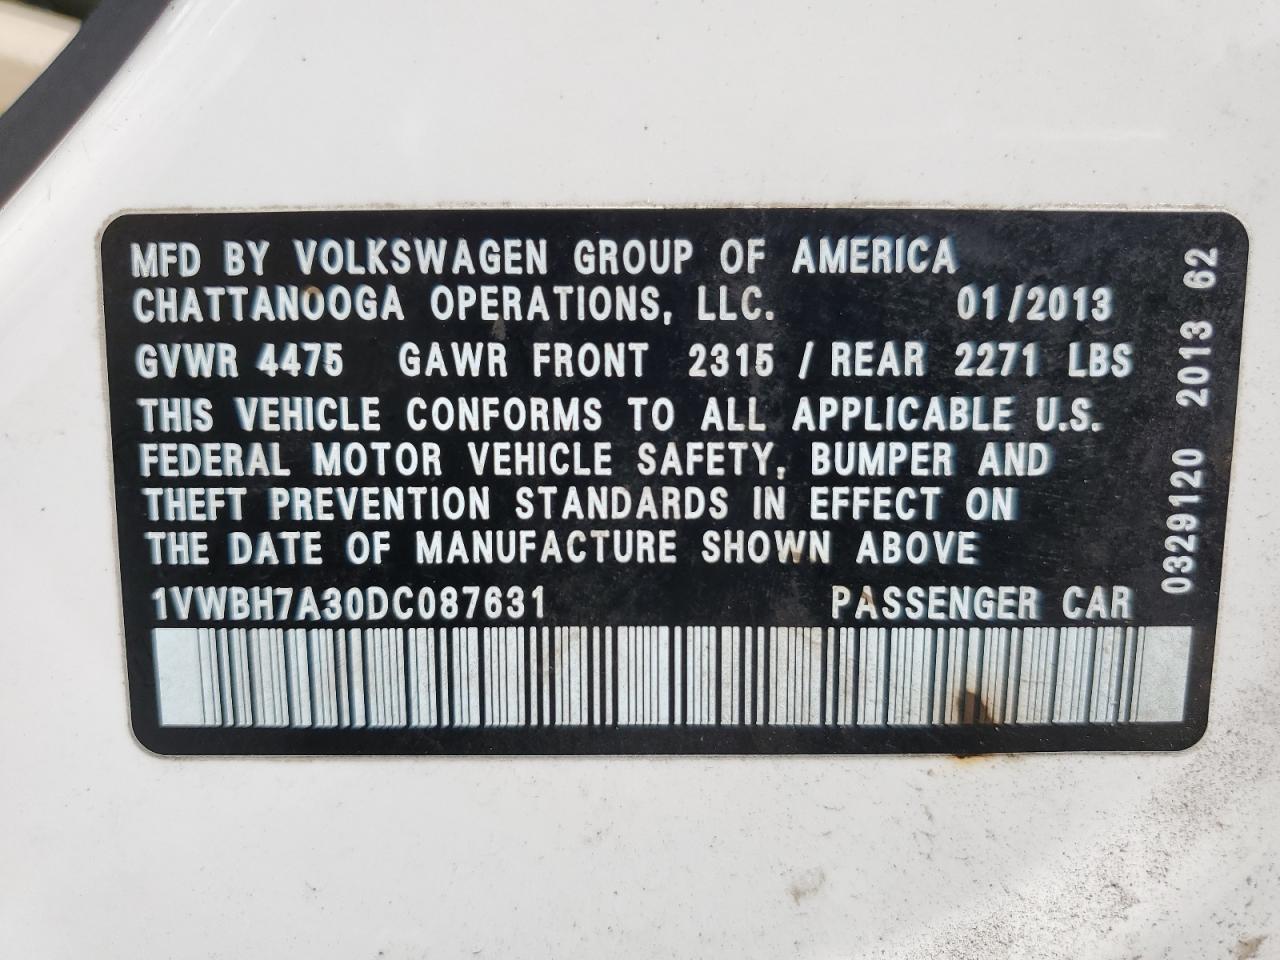 MFD BY VOLKSWAGEN GROUP OF AMERICA
CHATTANOOGA OPERATIONS, LLC. 01/2013
GVWR 4475 GAWR FRONT 2315 / REAR 2271 LBS
THIS VEHICLE CONFORMS TO ALL APPLICABLE U.S.
FEDERAL MOTOR VEHICLE SAFETY, BUMPER AND
THEFT PREVENTION STANDARDS IN EFFECT ON
THE DATE OF MANUFACTURE SHOWN ABOVE
1VWBH7A30DC087631 PASSENGER CAR
0329120 2013 62